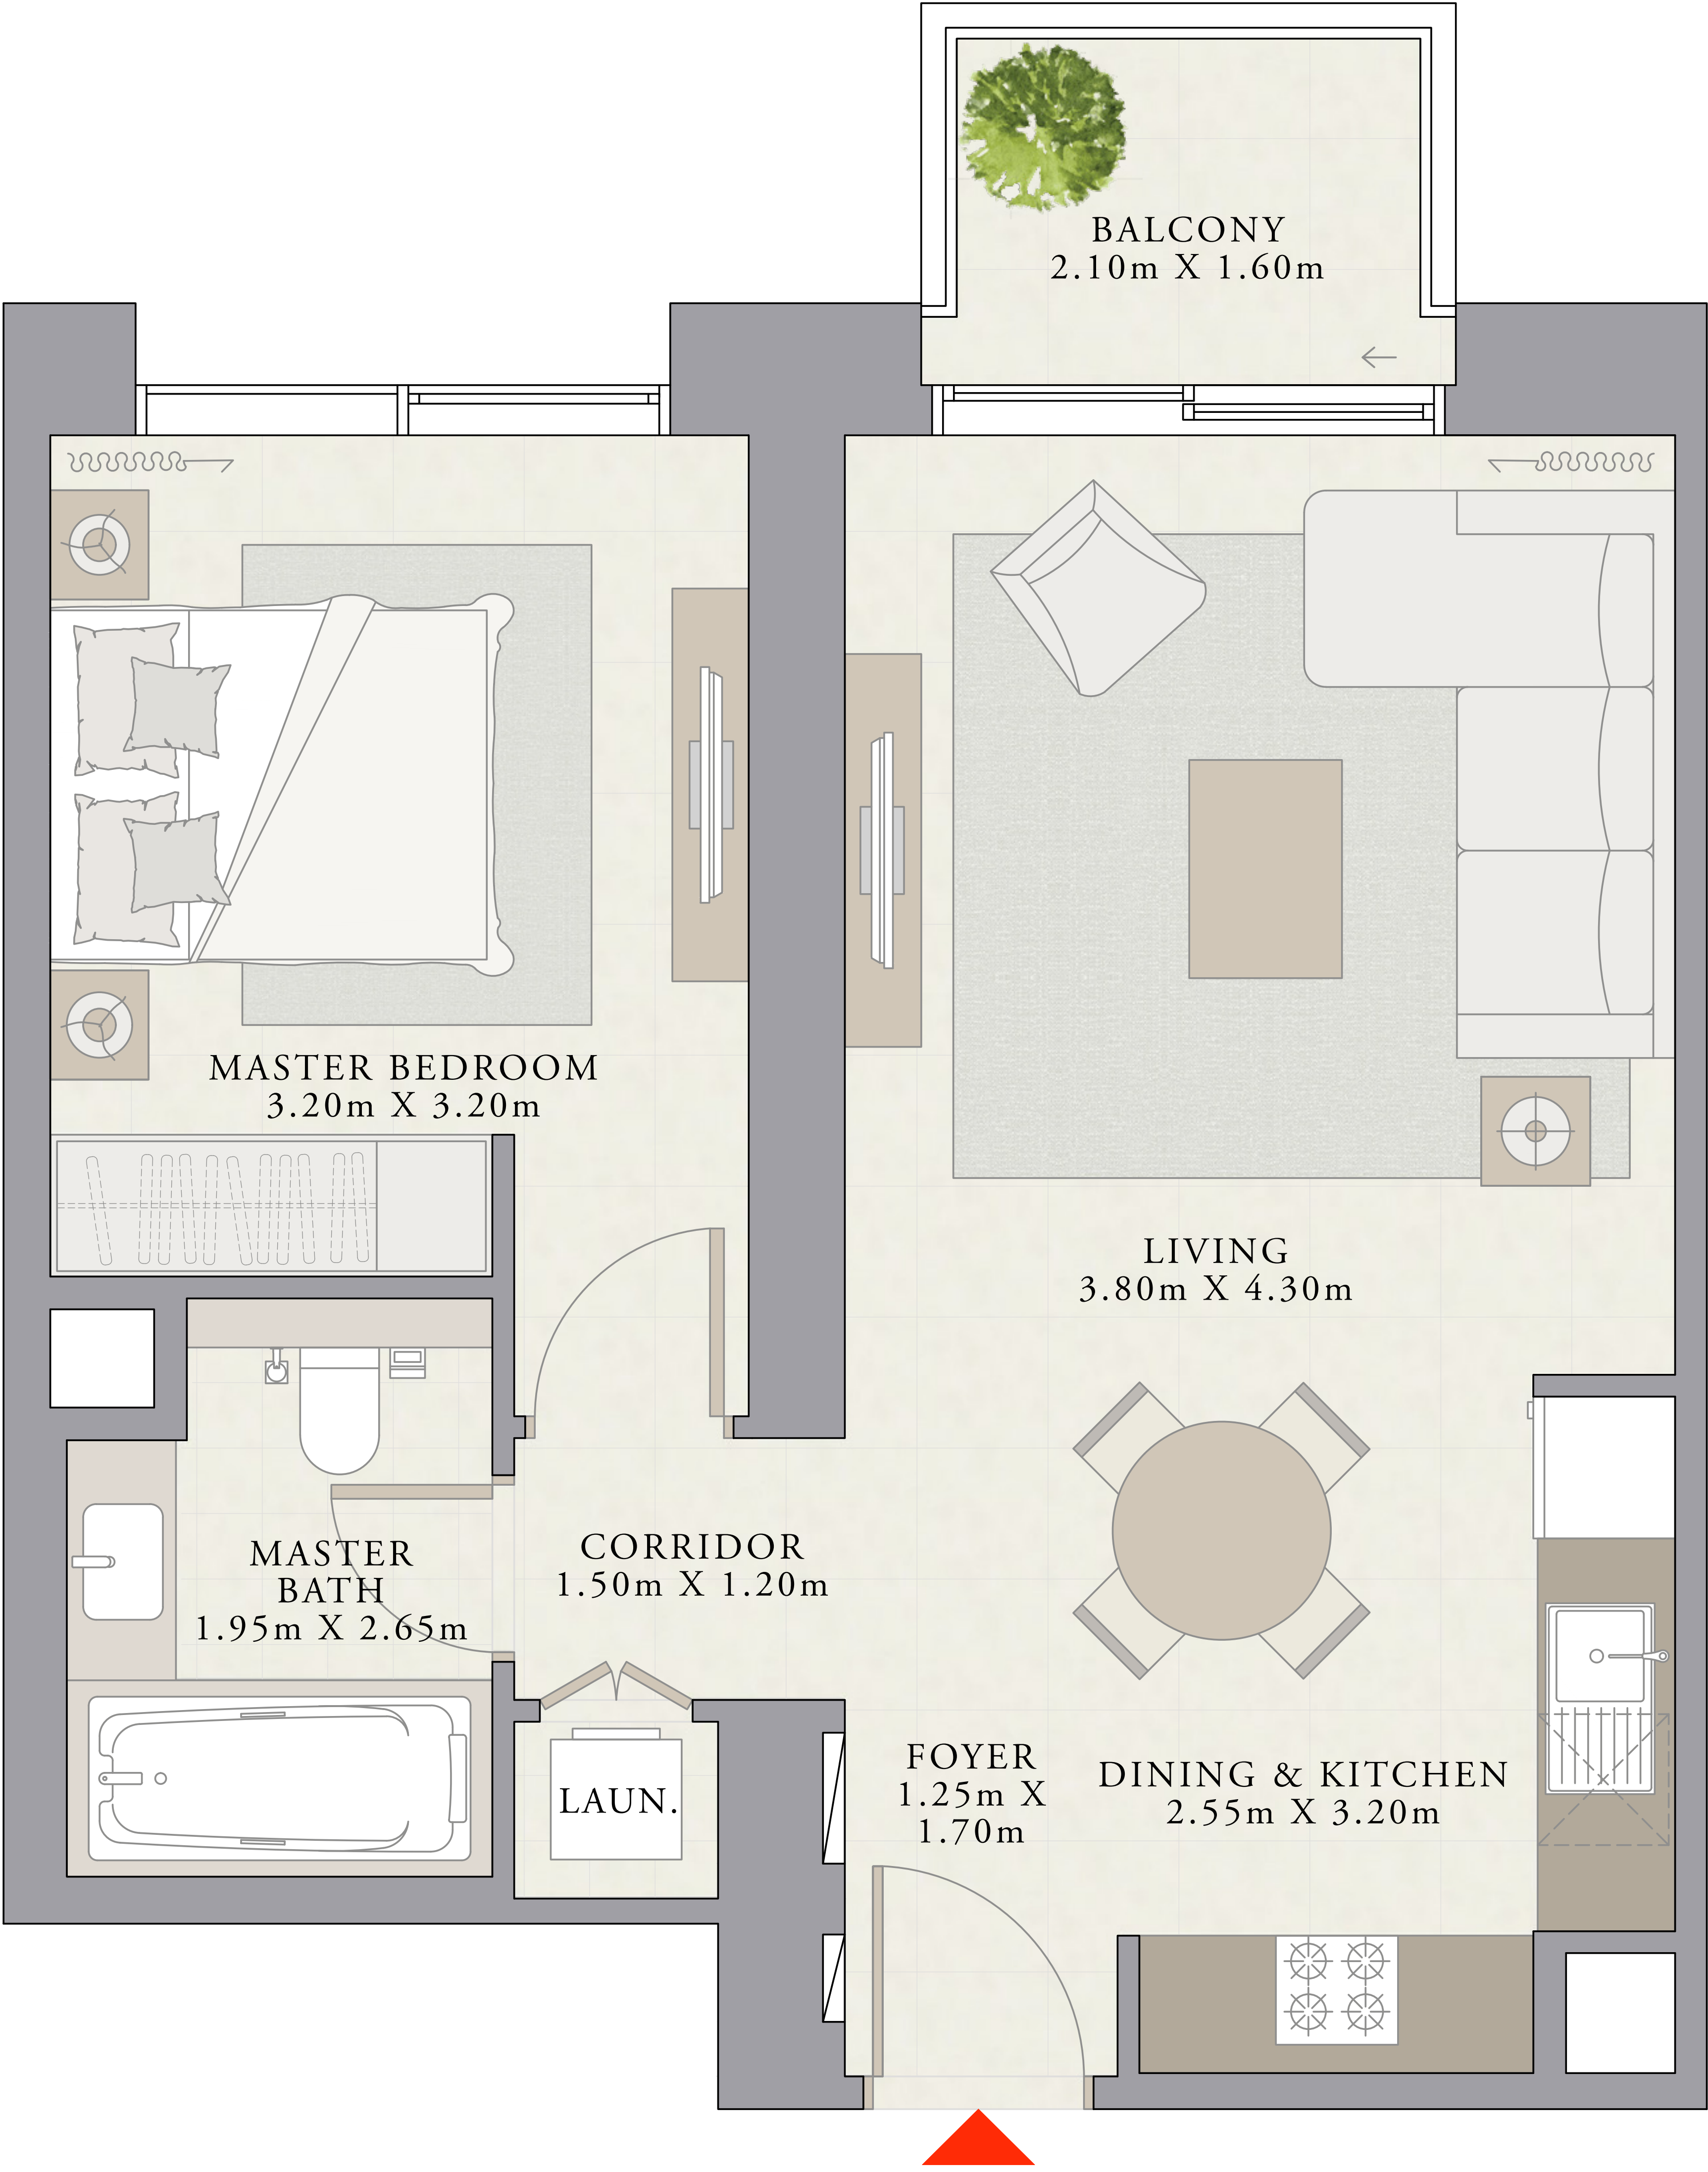 BALCONY
2.10m X 1.60m
MASTER BEDROOM
3.20m X 3.20m
LIVING
3.80m X 4.30m
MASTER
BATH
1.95m X 2.65m
CORRIDOR
1.50m X 1.20m
LAUN.
FOYER
1.25m X
1.70m
DINING & KITCHEN
2.55m X 3.20m